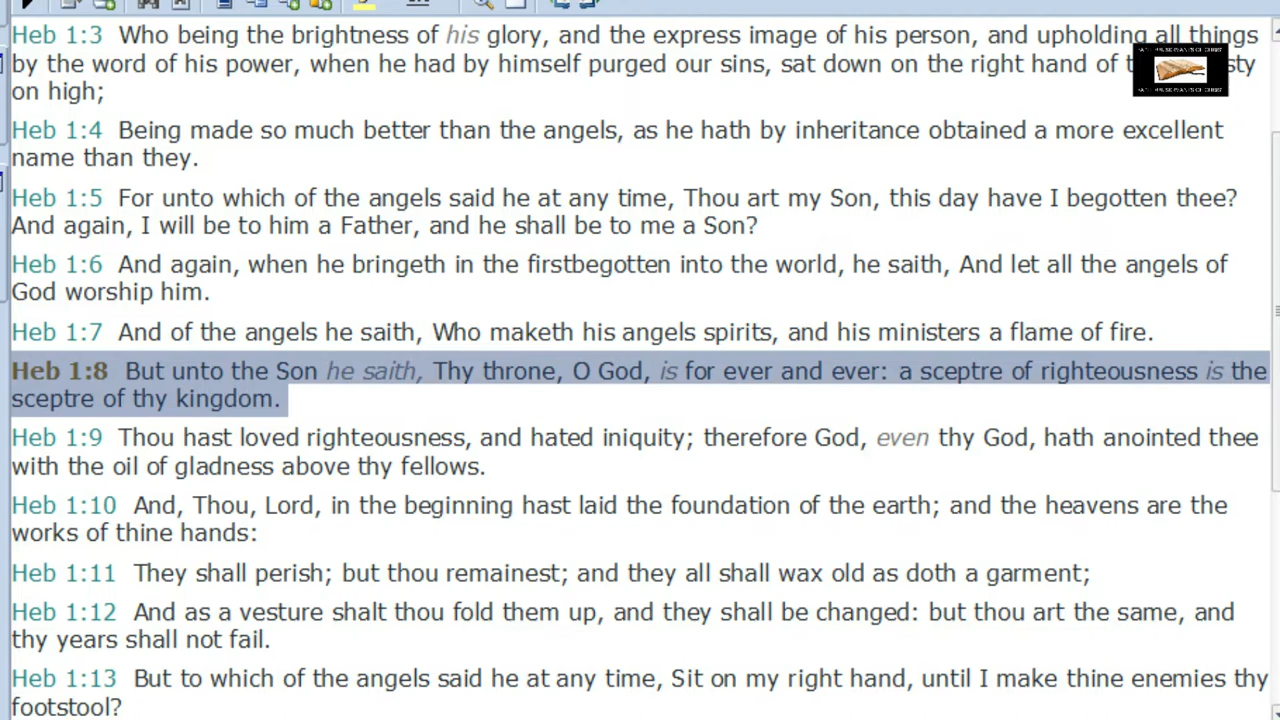 Heb 1:3 Who being the brightness of his glory, and the express image of his person, and upholding all things
by the word of his power, when he had by himself purged our sins, sat down on the right hand of
on high;
Heb 1:4 Being made so much better than the angels, as he hath by inheritance obtained a more excellent
name than they.
Heb 1:5 For unto which of the angels said he at any time, Thou art my Son, this day have I begotten thee?
And again, I will be to him a Father, and he shall be to me a Son?
Heb 1:6 And again, when he bringeth in the firstbegotten into the world, he saith, And let all the angels of
God worship him.
Heb 1:7 And of the angels he saith, Who maketh his angels spirits, and his ministers a flame of fire.
Heb 1:8 But unto the Son he saith, Thy throne, O God, is for ever and ever: a sceptre of righteousness is the
sceptre of thy kingdom.
Heb 1:9 Thou hast loved righteousness, and hated iniquity; therefore God, even thy God, hath anointed thee
with the oil of gladness above thy fellows.
Heb 1:10 And, Thou, Lord, in the beginning hast laid the foundation of the earth; and the heavens are the
works of thine hands:
Heb 1:11 They shall perish; but thou remainest; and they all shall wax old as doth a garment;
Heb 1:12 And as a vesture shalt thou fold them up, and they shall be changed: but thou art the same, and
thy years shall not fail.
Heb 1:13 But to which of the angels said he at any time, Sit on my right hand, until I make thine enemies thy
footstool?